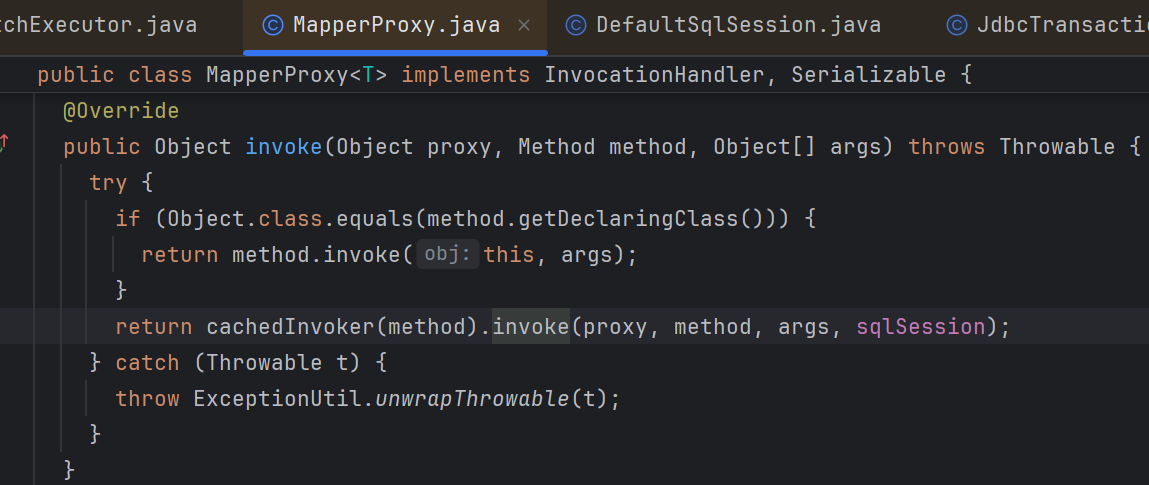 tchExecutor.java MapperProxy.java × DefaultSqlSession.java JdbcTransactio
public class MapperProxy<T> implements InvocationHandler, Serializable {
@Override
public Object invoke(Object proxy, Method method, Object[] args) throws Throwable {
try {
if (Object.class.equals(method.getDeclaringClass())) {
return method.invoke( obj: this, args);
}
return cachedInvoker(method).invoke(proxy, method, args, sqlSession);
} catch (Throwable t) {
throw ExceptionUtil.unwrapThrowable(t);
}
}